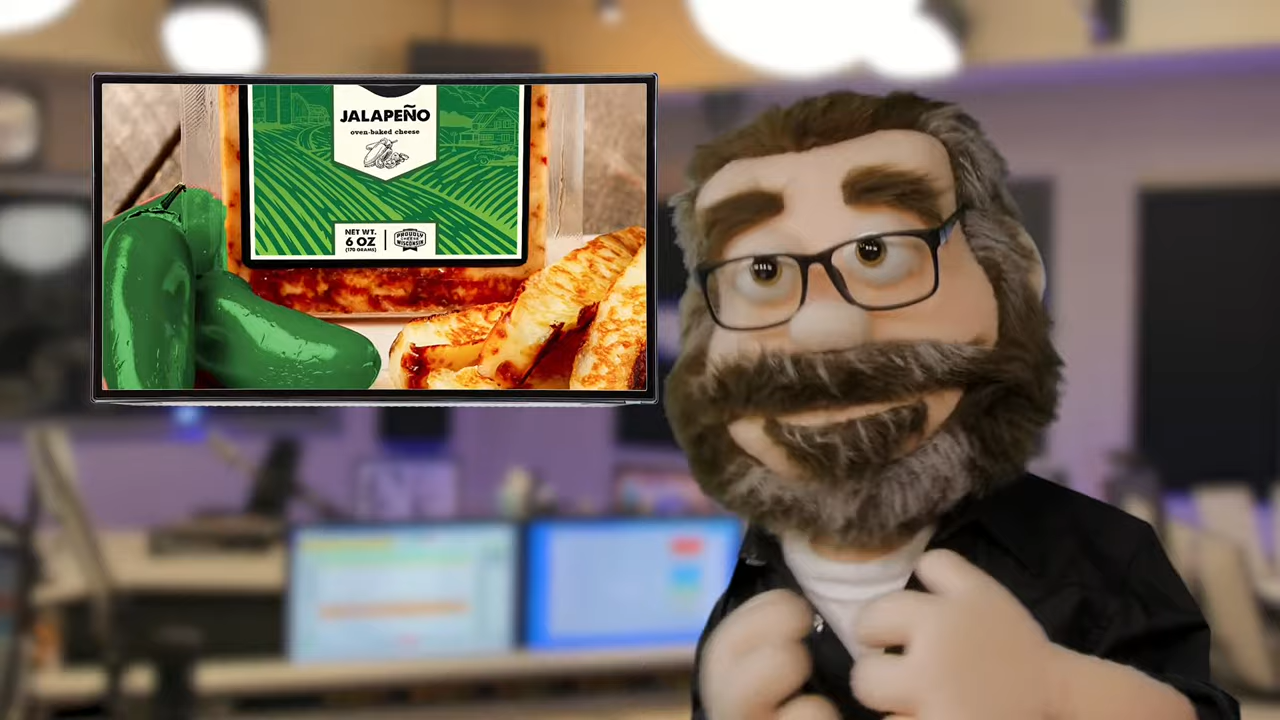 JALAPEÑO
oven-baked cheese
NET WT.
6 OZ
(170 GRAMS)
PROUDLY
WISCONSIN